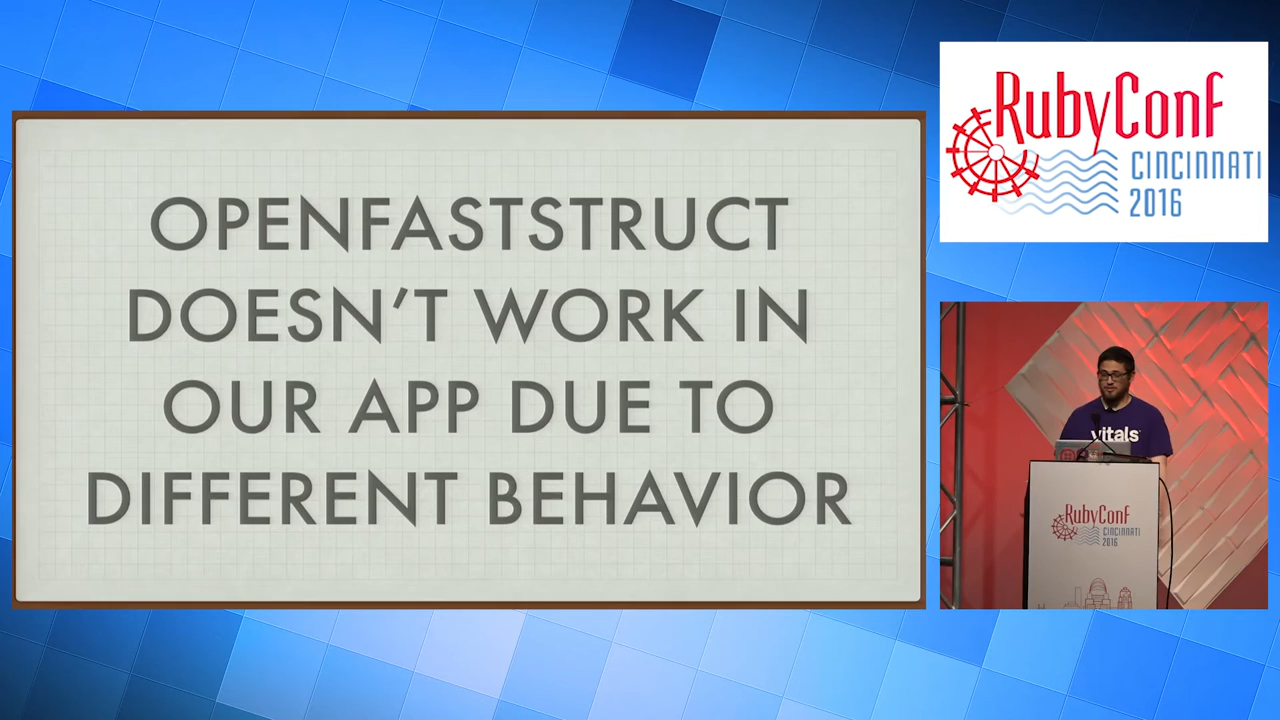 OPENFASTSTRUCT
DOESN'T WORK IN
OUR APP DUE TO
DIFFERENT BEHAVIOR
RubyConf
CINCINNATI
2016
vitals
RubyConf
CINCINNATI
2016